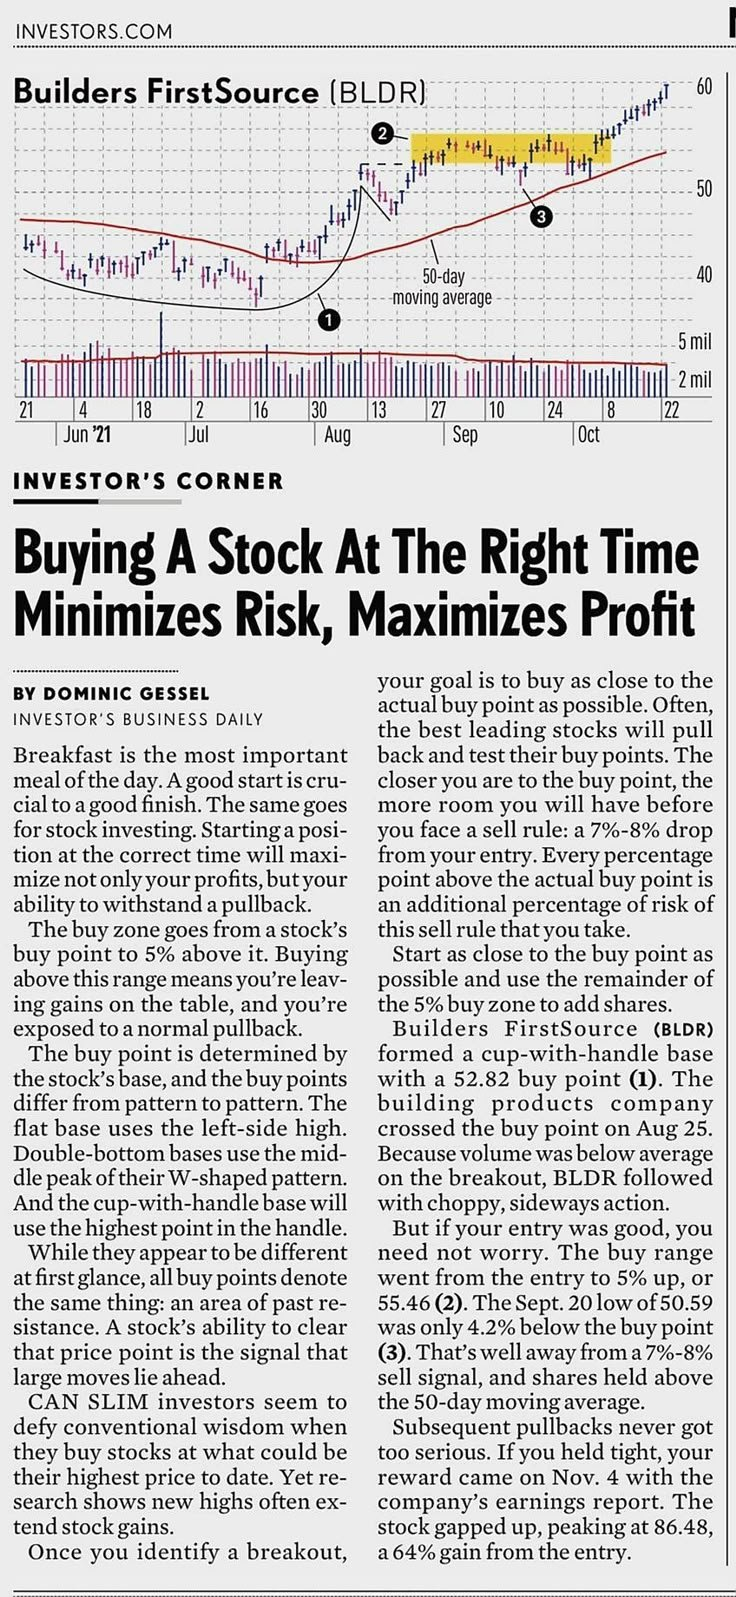 INVESTORS.COM
Builders FirstSource (BLDR)
60
2
50
3
50-day
moving average
40
1
5 mil
2 mil
21 4 18 2 16 30 13 27 10 24 8 22
Jun '21 Jul Aug Sep Oct
INVESTOR'S CORNER
Buying A Stock At The Right Time
Minimizes Risk, Maximizes Profit
BY DOMINIC GESSEL
INVESTOR'S BUSINESS DAILY
Breakfast is the most important
meal of the day. A good start is cru-
cial to a good finish. The same goes
for stock investing. Starting a posi-
tion at the correct time will maxi-
mize not only your profits, but your
ability to withstand a pullback.
The buy zone goes from a stock's
buy point to 5% above it. Buying
above this range means you're leav-
ing gains on the table, and you're
exposed to a normal pullback.
The buy point is determined by
the stock's base, and the buy points
differ from pattern to pattern. The
flat base uses the left-side high.
Double-bottom bases use the mid-
dle peak of their W-shaped pattern.
And the cup-with-handle base will
use the highest point in the handle.
While they appear to be different
at first glance, all buy points denote
the same thing: an area of past re-
sistance. A stock's ability to clear
that price point is the signal that
large moves lie ahead.
CAN SLIM investors seem to
defy conventional wisdom when
they buy stocks at what could be
their highest price to date. Yet re-
search shows new highs often ex-
tend stock gains.
Once you identify a breakout,
your goal is to buy as close to the
actual buy point as possible. Often,
the best leading stocks will pull
back and test their buy points. The
closer you are to the buy point, the
more room you will have before
you face a sell rule: a 7%-8% drop
from your entry. Every percentage
point above the actual buy point is
an additional percentage of risk of
this sell rule that you take.
Start as close to the buy point as
possible and use the remainder of
the 5% buy zone to add shares.
Builders FirstSource (BLDR)
formed a cup-with-handle base
with a 52.82 buy point (1). The
building products company
crossed the buy point on Aug 25.
Because volume was below average
on the breakout, BLDR followed
with choppy, sideways action.
But if your entry was good, you
need not worry. The buy range
went from the entry to 5% up, or
55.46 (2). The Sept. 20 low of 50.59
was only 4.2% below the buy point
(3). That's well away from a 7%-8%
sell signal, and shares held above
the 50-day moving average.
Subsequent pullbacks never got
too serious. If you held tight, your
reward came on Nov. 4 with the
company's earnings report. The
stock gapped up, peaking at 86.48,
a 64% gain from the entry.